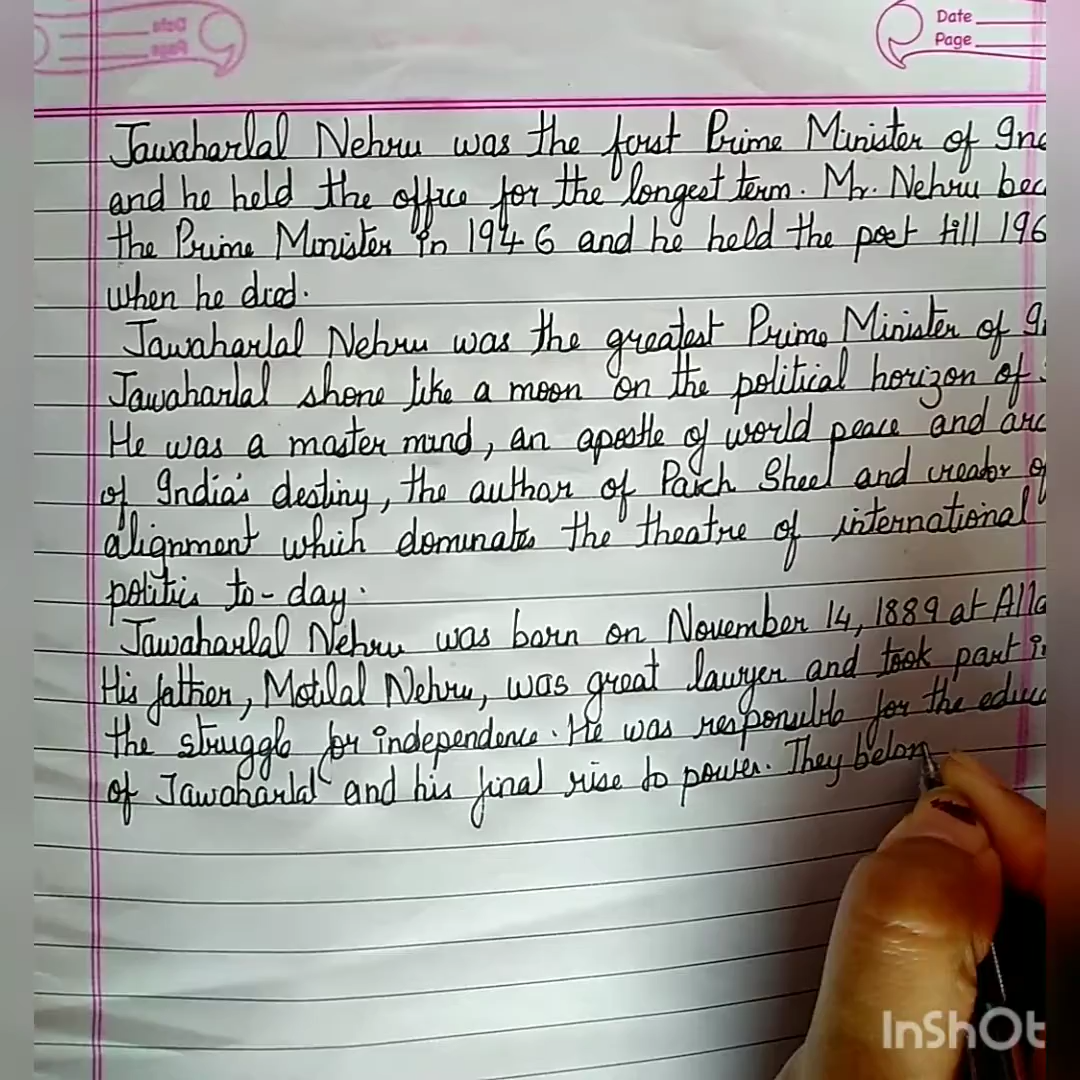 Date
Page
Jawaharlal Nehru was the first Prime Minister of Ind
and he held the office for the longest term. Mr. Nehru bec
the Prime Minister in 1946 and he held the post till 196
when he died.
Jawaharlal Nehru was the greatest Prime Minister of
Jawaharlal shone like a moon on the political horizon of
He was a master mind, an apostle of world peace and arc
of India's destiny, the author of Panch Sheel and creator of
alignment which dominates the theatre of international
politics to-day.
Jawaharlal Nehru was born on November 14, 1889 at Alla
His father, Motilal Nehru, was great lawyer and took part in
the struggle for independence. He was responsible for the educ
of Jawaharlal and his final rise to power. They belon
InShOt